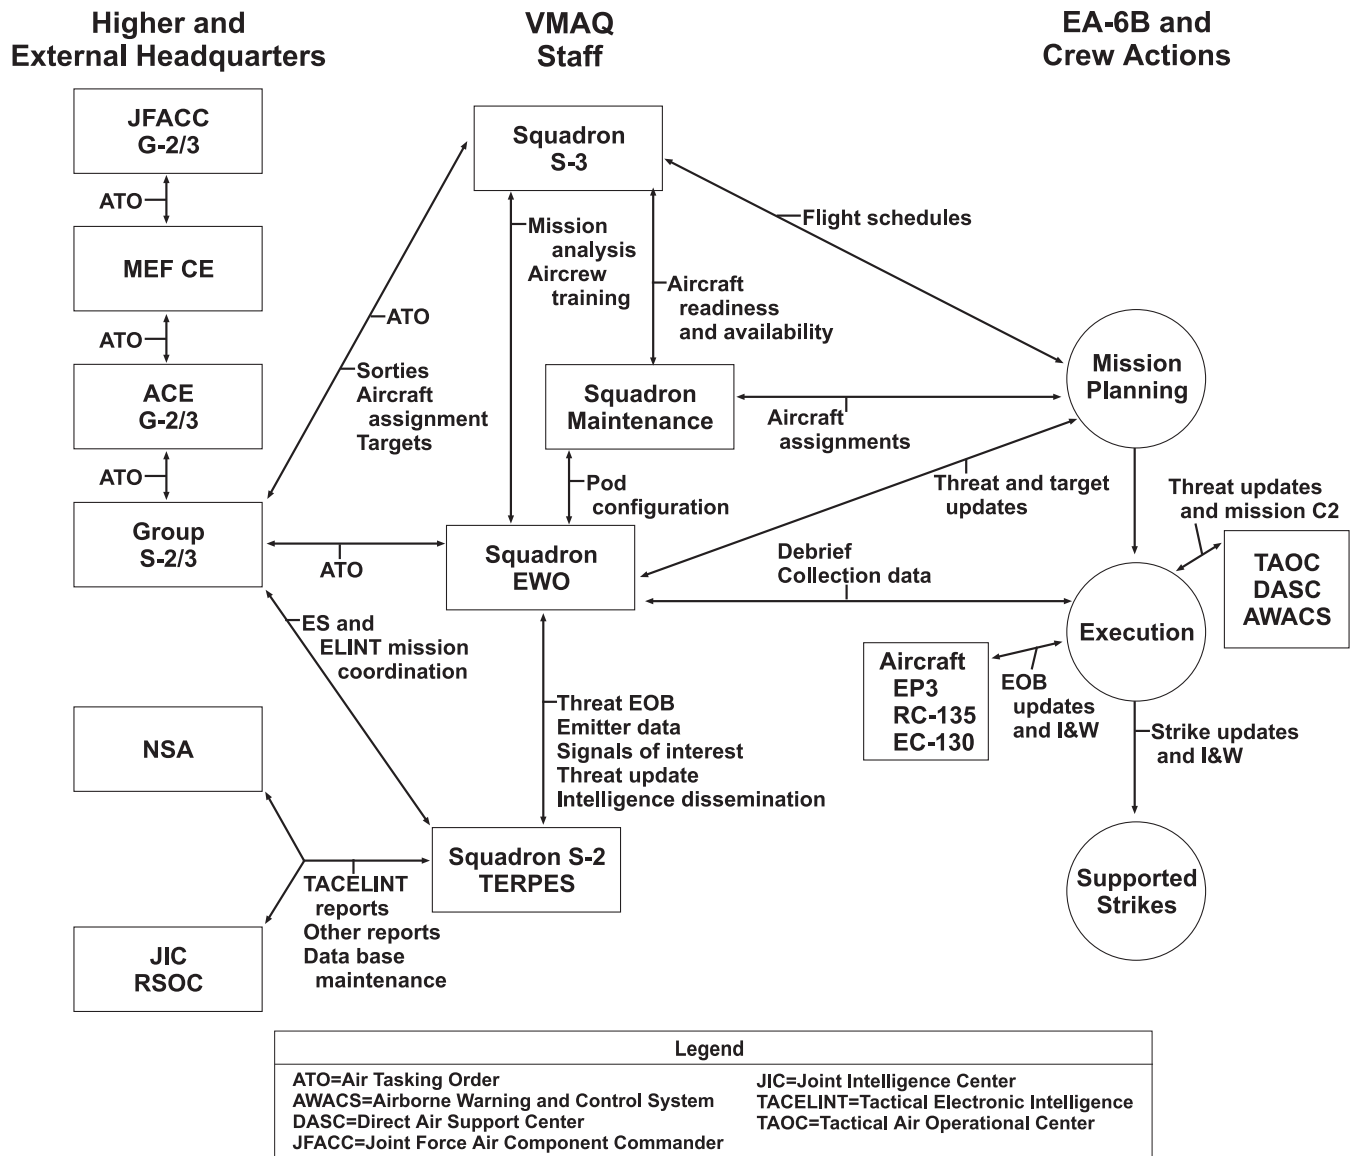 Higher and
External Headquarters
VMAQ
Staff
EA-6B and
Crew Actions
JFACC
G-2/3
ATO
MEF CE
ATO
ACE
G-2/3
ATO
Group
S-2/3
Squadron
S-3
Mission
analysis
Aircrew
training
Aircraft
readiness
and availability
Flight schedules
ATO
Sorties
Aircraft
assignment
Targets
Squadron
Maintenance
Aircraft
assignments
Mission
Planning
Pod
configuration
Threat and target
updates
ATO
Squadron
EWO
Debrief
Collection data
Threat updates
and mission C2
TAOC
DASC
AWACS
Execution
Aircraft
EP3
RC-135
EC-130
EOB
updates
and I&W
Strike updates
and I&W
Supported
Strikes
ES and
ELINT mission
coordination
Threat EOB
Emitter data
Signals of interest
Threat update
Intelligence dissemination
NSA
Squadron S-2
TERPES
TACELINT
reports
Other reports
Data base
maintenance
JIC
RSOC
Legend
ATO=Air Tasking Order
AWACS=Airborne Warning and Control System
DASC=Direct Air Support Center
JFACC=Joint Force Air Component Commander
JIC=Joint Intelligence Center
TACELINT=Tactical Electronic Intelligence
TAOC=Tactical Air Operational Center